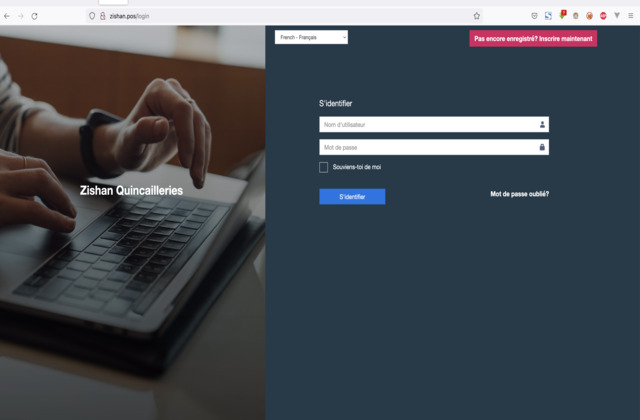 zishan.pos/login
French - Français
Pas encore enregistré? Inscrire maintenant
S'identifier
Nom d'utilisateur
Mot de passe
Souviens-toi de moi
S'identifier
Mot de passe oublié?
Zishan Quincailleries